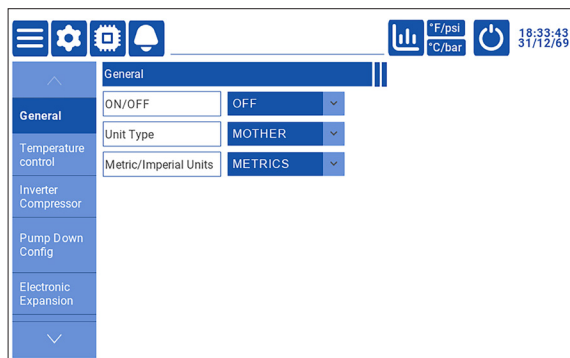 °F/psi
°C/bar
18:33:43
31/12/69
General
General
ON/OFF
OFF
Unit Type
MOTHER
Metric/Imperial Units
METRICS
Temperature
control
Inverter
Compressor
Pump Down
Config
Electronic
Expansion